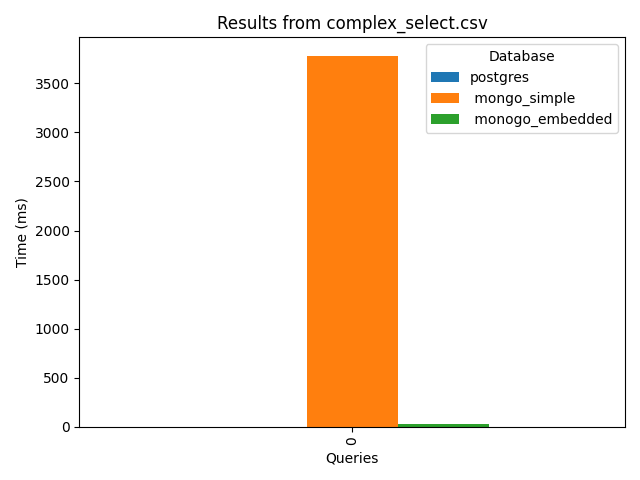 Results from complex_select.csv
Database
postgres
mongo_simple
monogo_embedded
Time (ms)
3500
3000
2500
2000
1500
1000
500
0
0
Queries